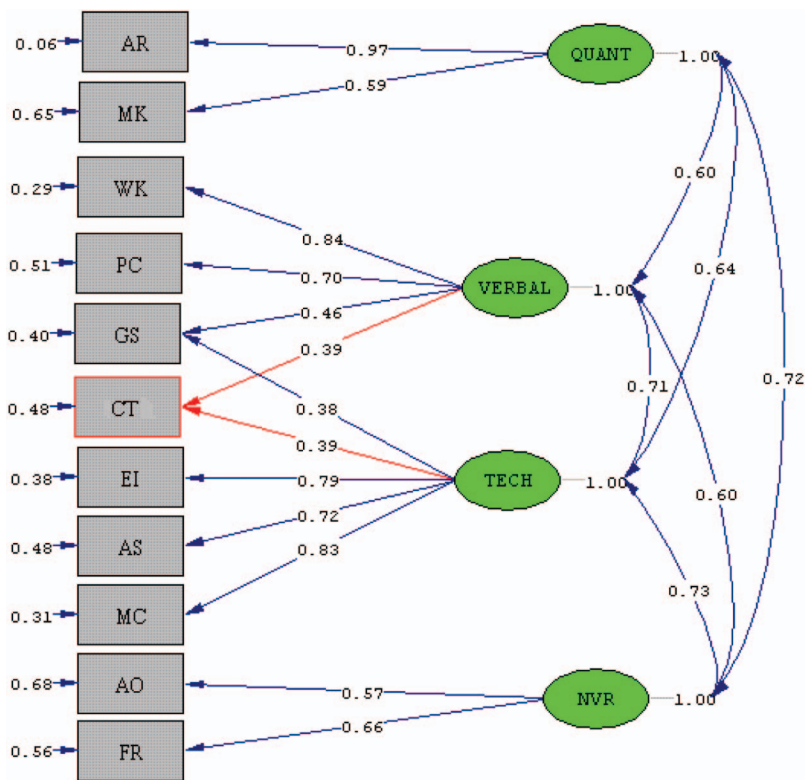 0.06 AR 0.97 QUANT 1.00
0.65 MK 0.59
0.29 WK 0.84 0.60
0.51 PC 0.70 VERBAL 1.00 0.64
0.40 GS 0.46
0.39
0.48 CT 0.38 0.71 0.72
0.39
0.38 EI 0.79 TECH 1.00 0.60
0.48 AS 0.72
0.83
0.31 MC 0.73
0.68 AO 0.57 NVR 1.00
0.56 FR 0.66